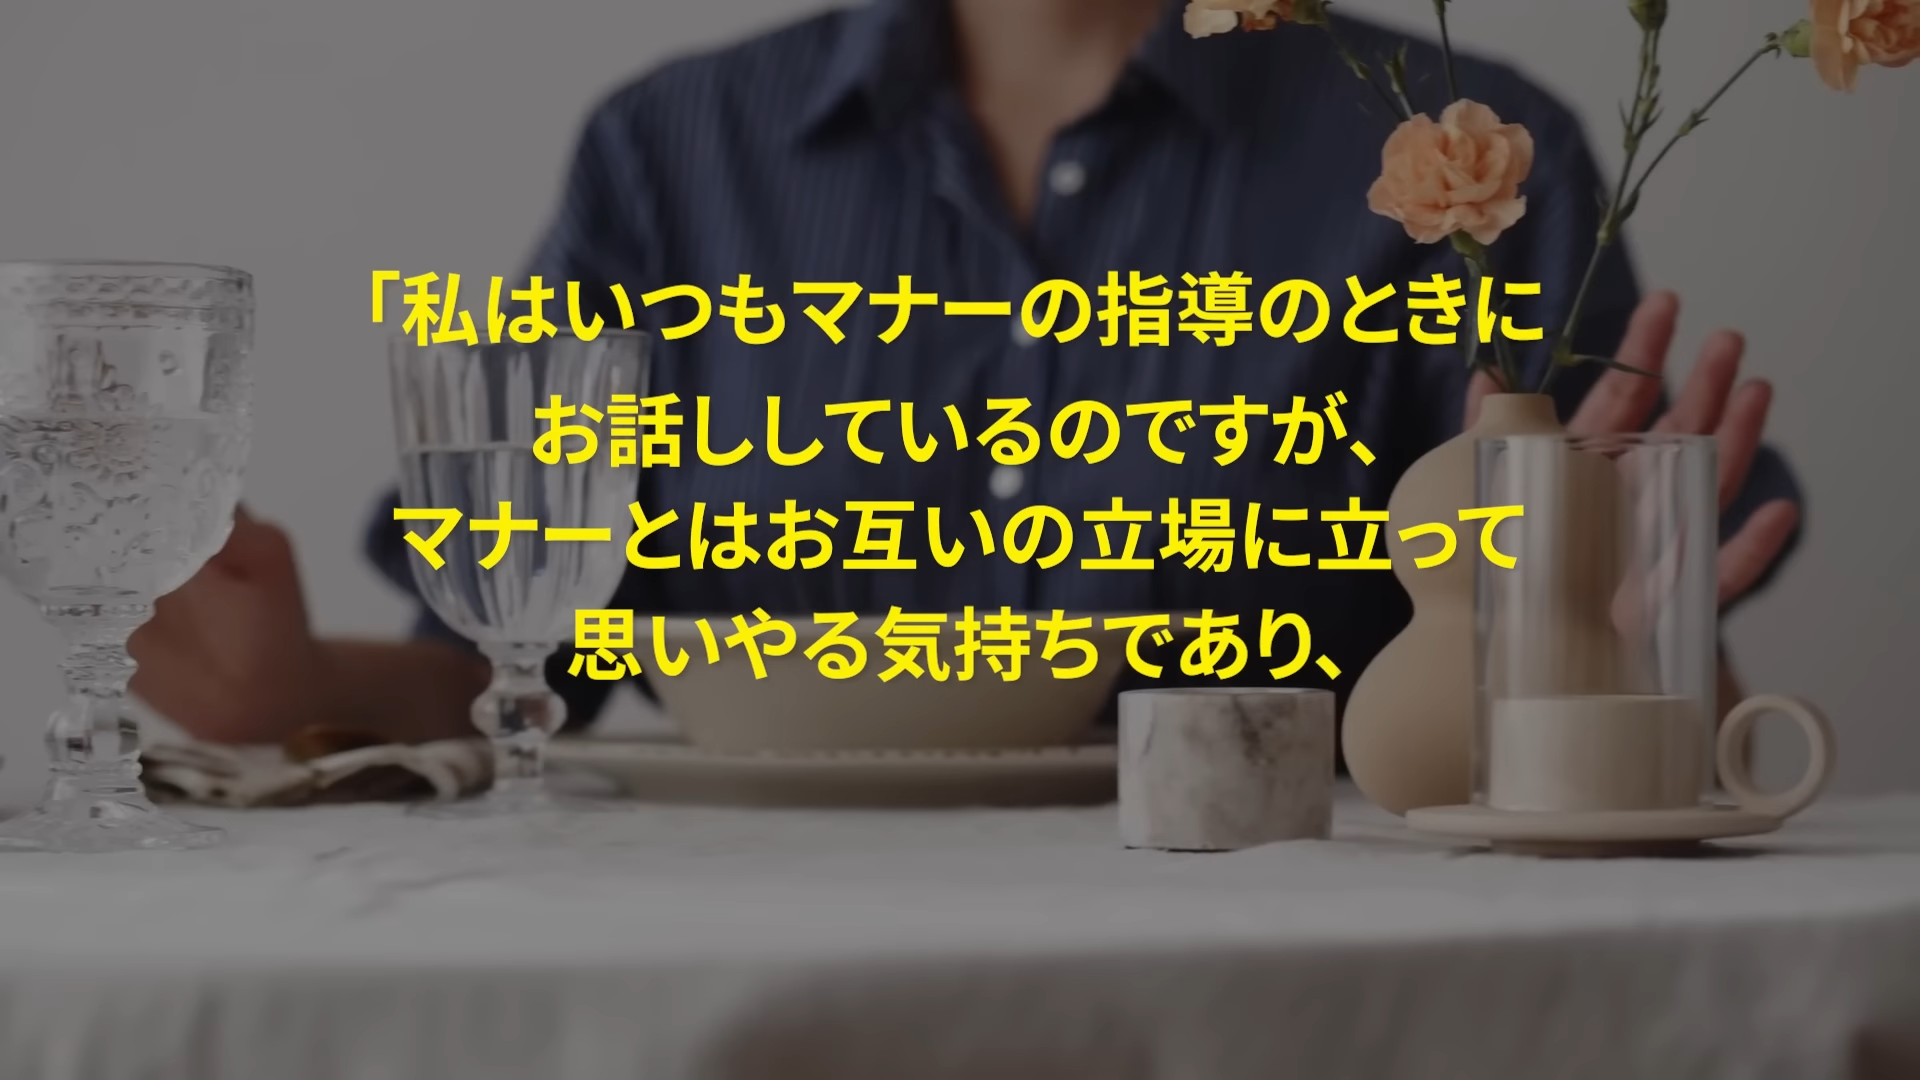 「私はいつもマナーの指導のときに
お話ししているのですが、
マナーとはお互いの立場に立って
思いやる気持ちであり、